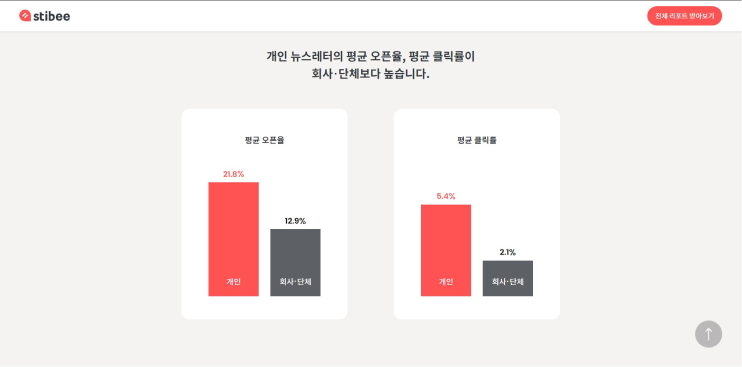 stibee
전체 리포트 받아보기
개인 뉴스레터의 평균 오픈율, 평균 클릭률이
회사·단체보다 높습니다.
평균 오픈율
21.8%
12.9%
개인
회사·단체
평균 클릭률
5.4%
2.1%
개인
회사·단체